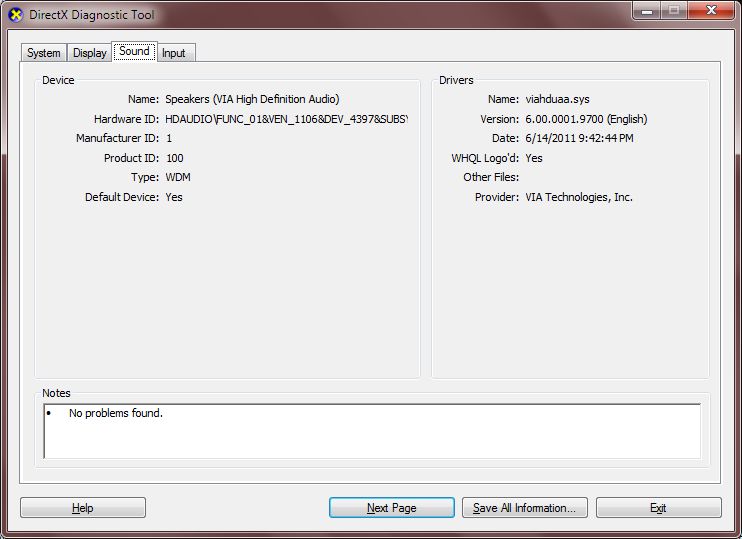 DirectX Diagnostic Tool
System Display Sound Input
Device
Name: Speakers (VIA High Definition Audio)
Hardware ID: HDAUDIO\FUNC_01&VEN_1106&DEV_4397&SUBSY
Manufacturer ID: 1
Product ID: 100
Type: WDM
Default Device: Yes
Drivers
Name: viahduaa.sys
Version: 6.00.0001.9700 (English)
Date: 6/14/2011 9:42:44 PM
WHQL Logo'd: Yes
Other Files:
Provider: VIA Technologies, Inc.
Notes
• No problems found.
Help Next Page Save All Information... Exit